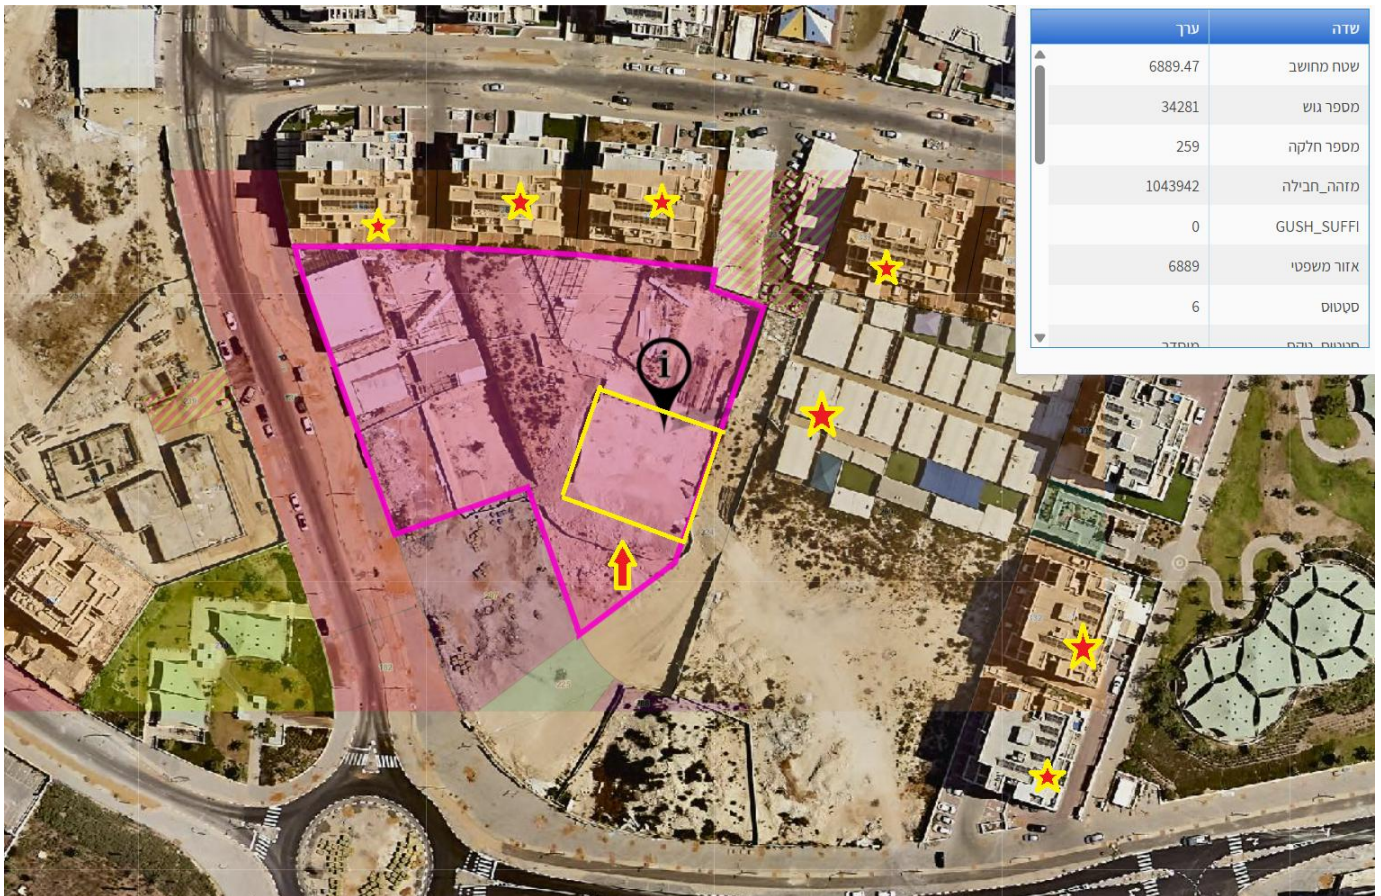 שדה ערך
שטח מחושב 6889.47
מספר גוש 34281
מספר חלקה 259
מזהה_חבילה 1043942
GUSH_SUFFI 0
אזור משפטי 6889
סטטוס 6
i